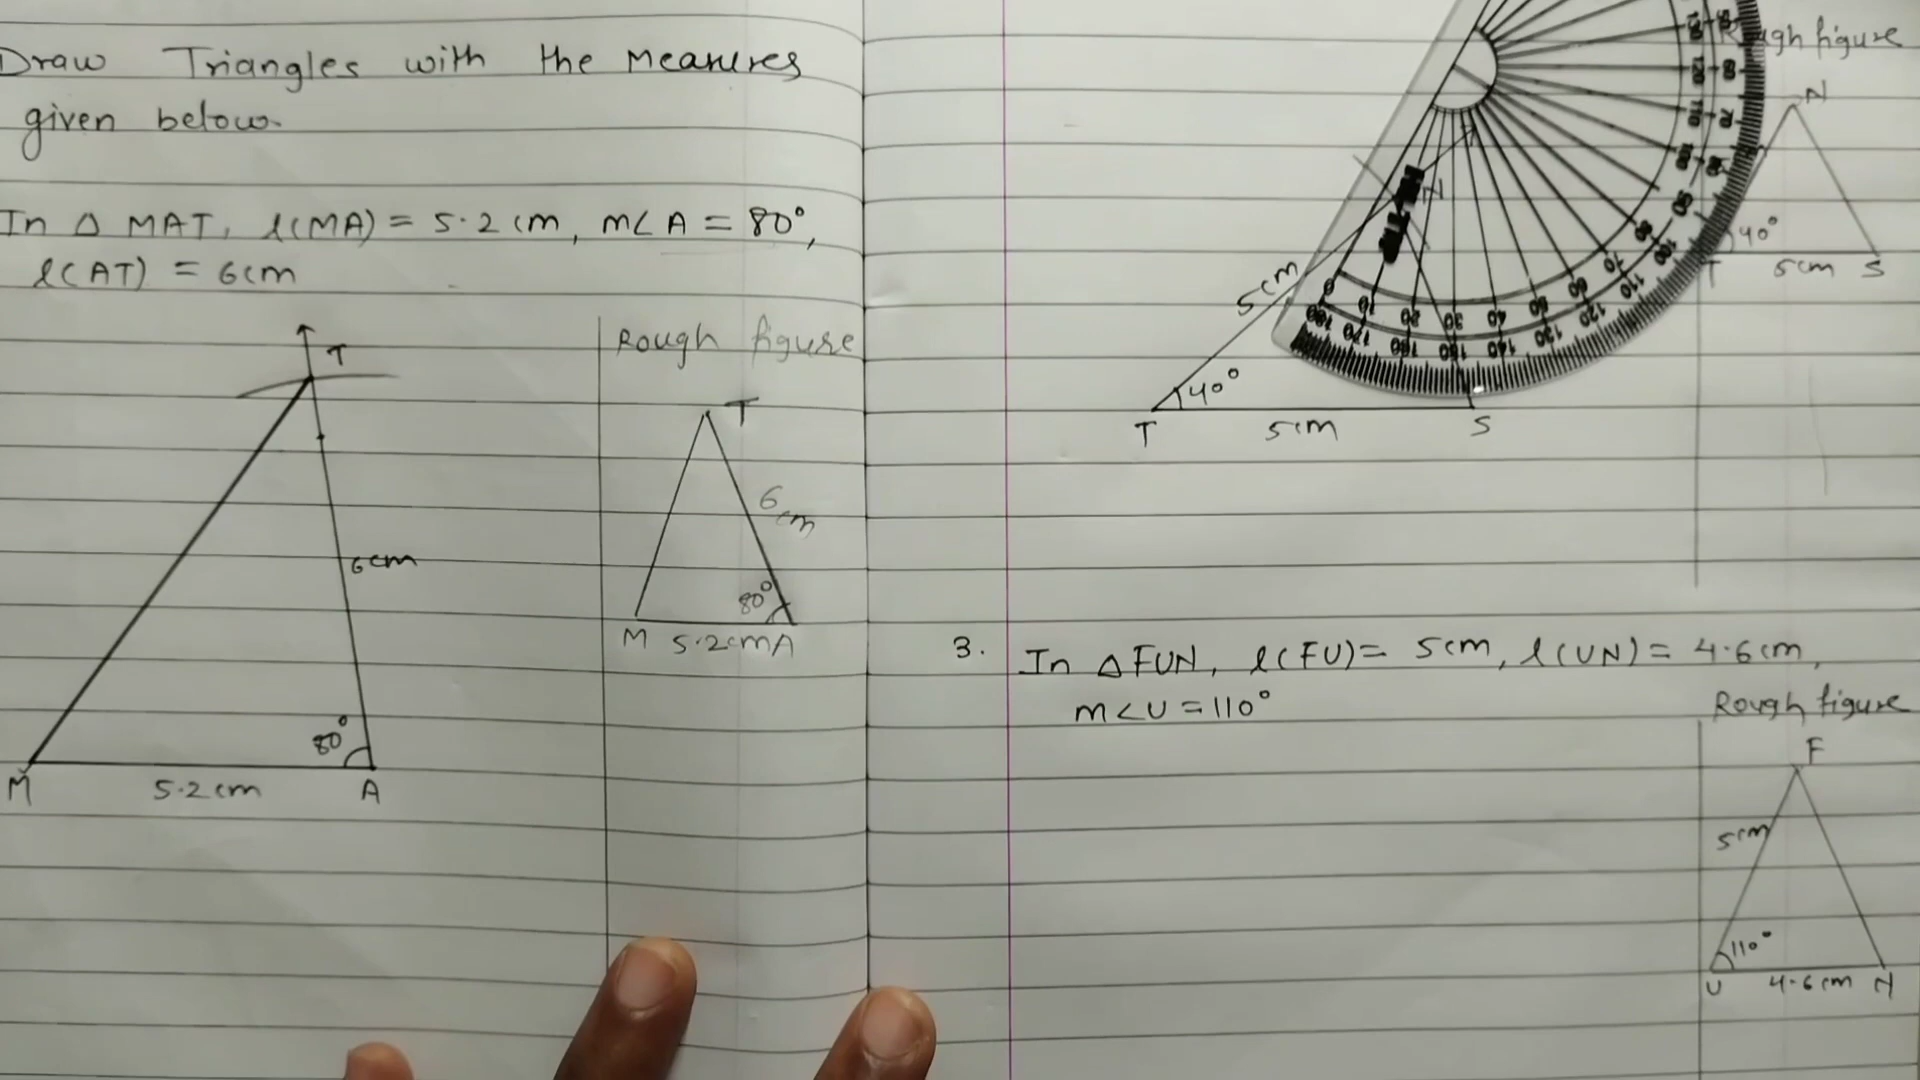 Draw Triangles with the Measures
given below.
In △ MAT, l(MA) = 5.2 cm, m∠A = 80°,
l(AT) = 6cm
T
6cm
80°
M 5.2cm A
Rough figure
T
6
cm
80°
M 5.2cm A
figure
N
40°
T 5cm S
N
5cm
40°
T 5cm S
3. In △FUN, l(FU)= 5cm, l(UN)= 4.6cm,
m∠U =110°
Rough figure
F
5cm
110°
U 4.6cm N